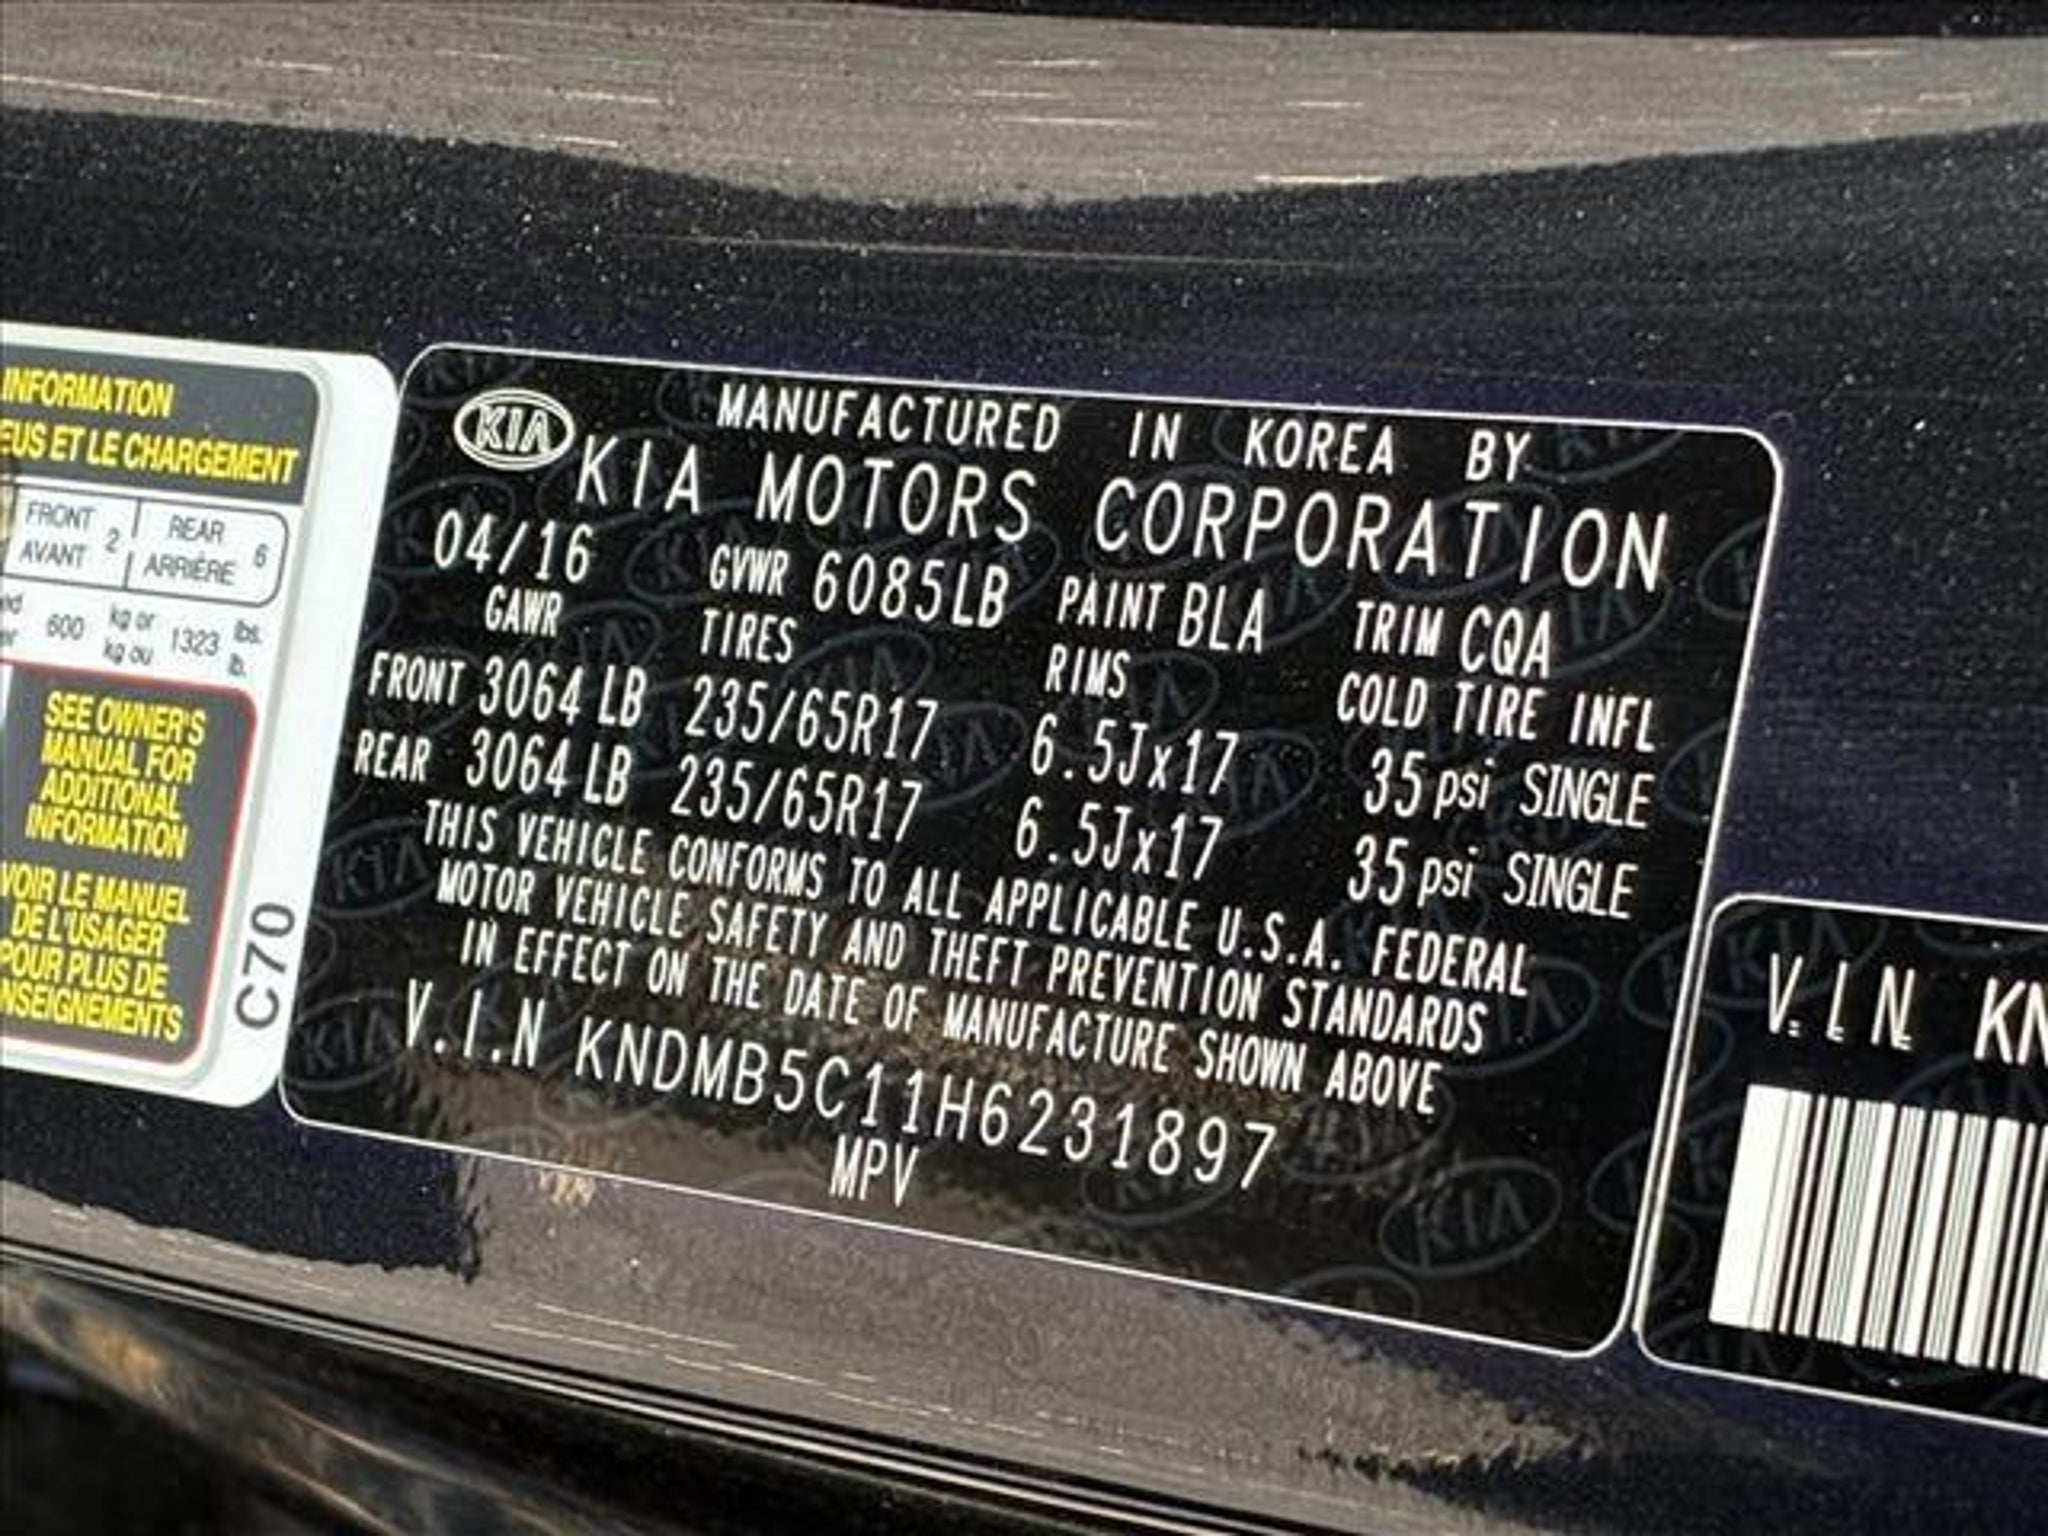 INFORMATION
EUS ET LE CHARGEMENT
FRONT 2 REAR 6
AVANT ARRIÈRE
600 kg or 1323 lbs.
kg ou lb.
SEE OWNER'S
MANUAL FOR
ADDITIONAL
INFORMATION
VOIR LE MANUEL
DE L'USAGER
POUR PLUS DE
NSEIGNEMENTS
C70
KIA
MANUFACTURED IN KOREA BY
KIA MOTORS CORPORATION
04/16 GVWR 6085LB PAINT BLA TRIM CQA
GAWR TIRES RIMS COLD TIRE INFL
FRONT 3064 LB 235/65R17 6.5Jx17 35 psi SINGLE
REAR 3064 LB 235/65R17 6.5Jx17 35 psi SINGLE
THIS VEHICLE CONFORMS TO ALL APPLICABLE U.S.A. FEDERAL
MOTOR VEHICLE SAFETY AND THEFT PREVENTION STANDARDS
IN EFFECT ON THE DATE OF MANUFACTURE SHOWN ABOVE
V.I.N KNDMB5C11H6231897
MPV
V.I.N. KN